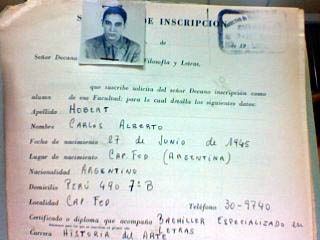 DE INSCRIPCION
de
Señor Decano
Filosofía y Letras.
que suscribe solicita del señor Decano inscripción como
alumno de esa Facultad; para lo cual detalla los siguientes datos:
Apellido HOBERT
Nombre CARLOS ALBERTO
Fecha de nacimiento 27 de JUNIO de 1945
Lugar de nacimiento CAP. FED (ARGENTINA)
Nacionalidad ARGENTINO
Domicilio PERÚ 490 7º B
Localidad CAP. FED Teléfono 30-9740
Certificado o diploma que acompaña BACHILLER ESPECIALIZADO EN
LETRAS
Carrera HISTORIA del ARTE